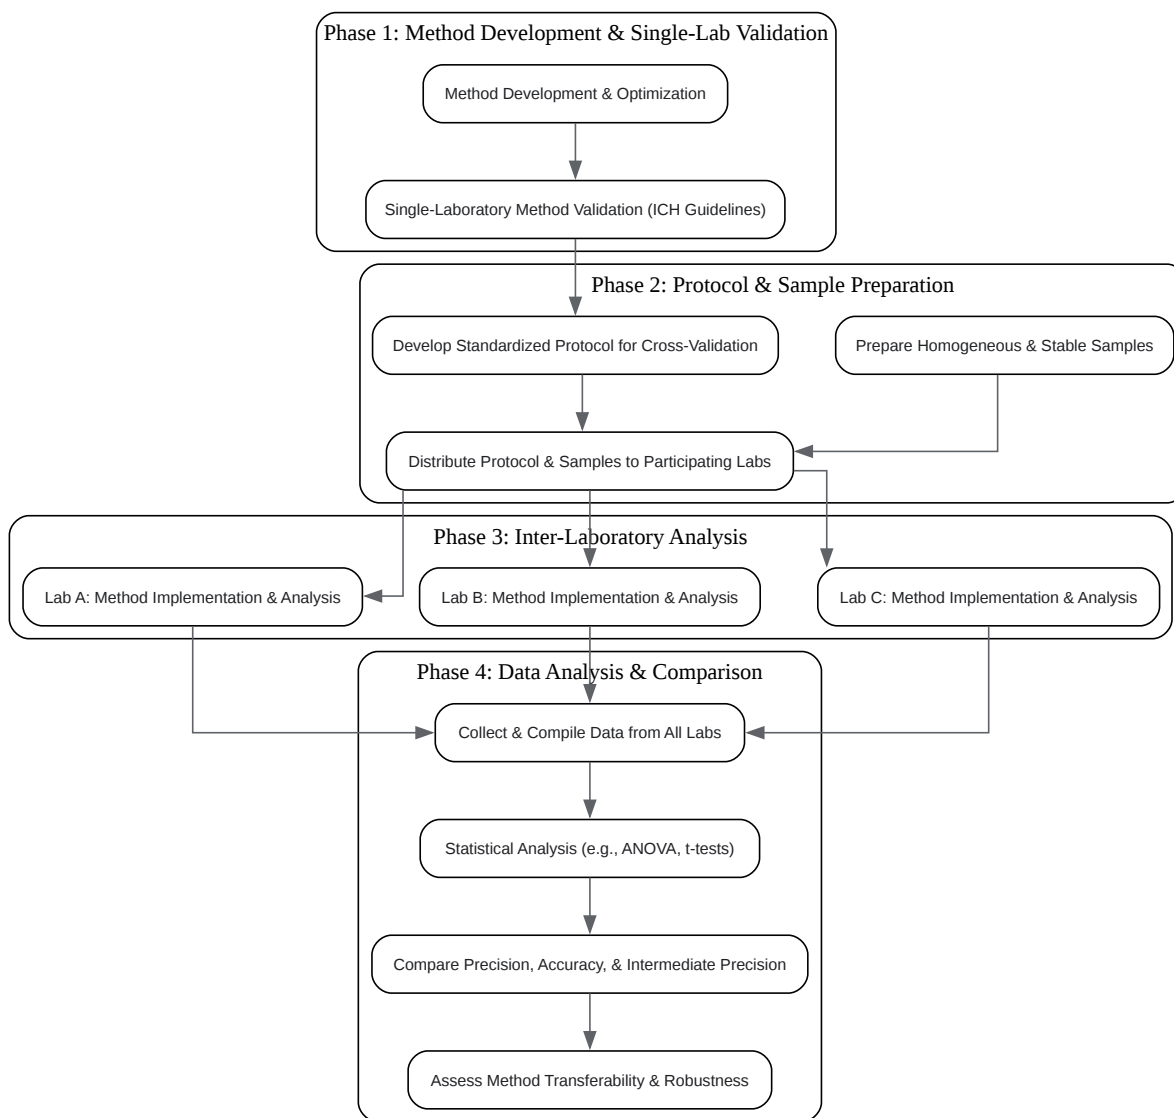 Phase 1: Method Development & Single-Lab Validation
Method Development & Optimization
Single-Laboratory Method Validation (ICH Guidelines)
Phase 2: Protocol & Sample Preparation
Develop Standardized Protocol for Cross-Validation
Prepare Homogeneous & Stable Samples
Distribute Protocol & Samples to Participating Labs
Phase 3: Inter-Laboratory Analysis
Lab A: Method Implementation & Analysis
Lab B: Method Implementation & Analysis
Lab C: Method Implementation & Analysis
Phase 4: Data Analysis & Comparison
Collect & Compile Data from All Labs
Statistical Analysis (e.g., ANOVA, t-tests)
Compare Precision, Accuracy, & Intermediate Precision
Assess Method Transferability & Robustness